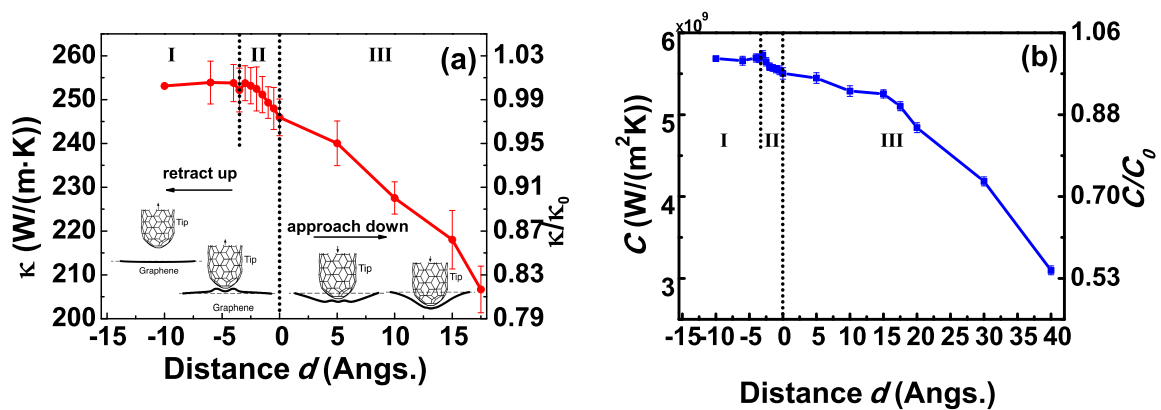 260
250
240
230
220
210
200
κ (W/(m·K))
I
II
III
(a)
1.03
0.99
0.95
0.91
0.87
0.83
0.79
κ/κ0
retract up
approach down
Tip
Graphene
Tip
Graphene
Tip
Tip
-15 -10 -5 0 5 10 15
Distance d (Angs.)
x10^9
6
5
4
3
C (W/(m²K))
I
II
III
(b)
1.06
0.88
0.70
0.53
C/C0
-15 -10 -5 0 5 10 15 20 25 30 35 40
Distance d (Angs.)